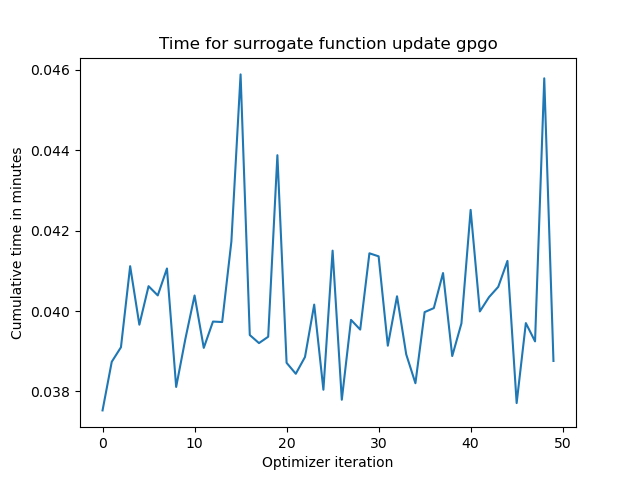 Time for surrogate function update gpgo
Cumulative time in minutes
0.046
0.044
0.042
0.040
0.038
0 10 20 30 40 50
Optimizer iteration